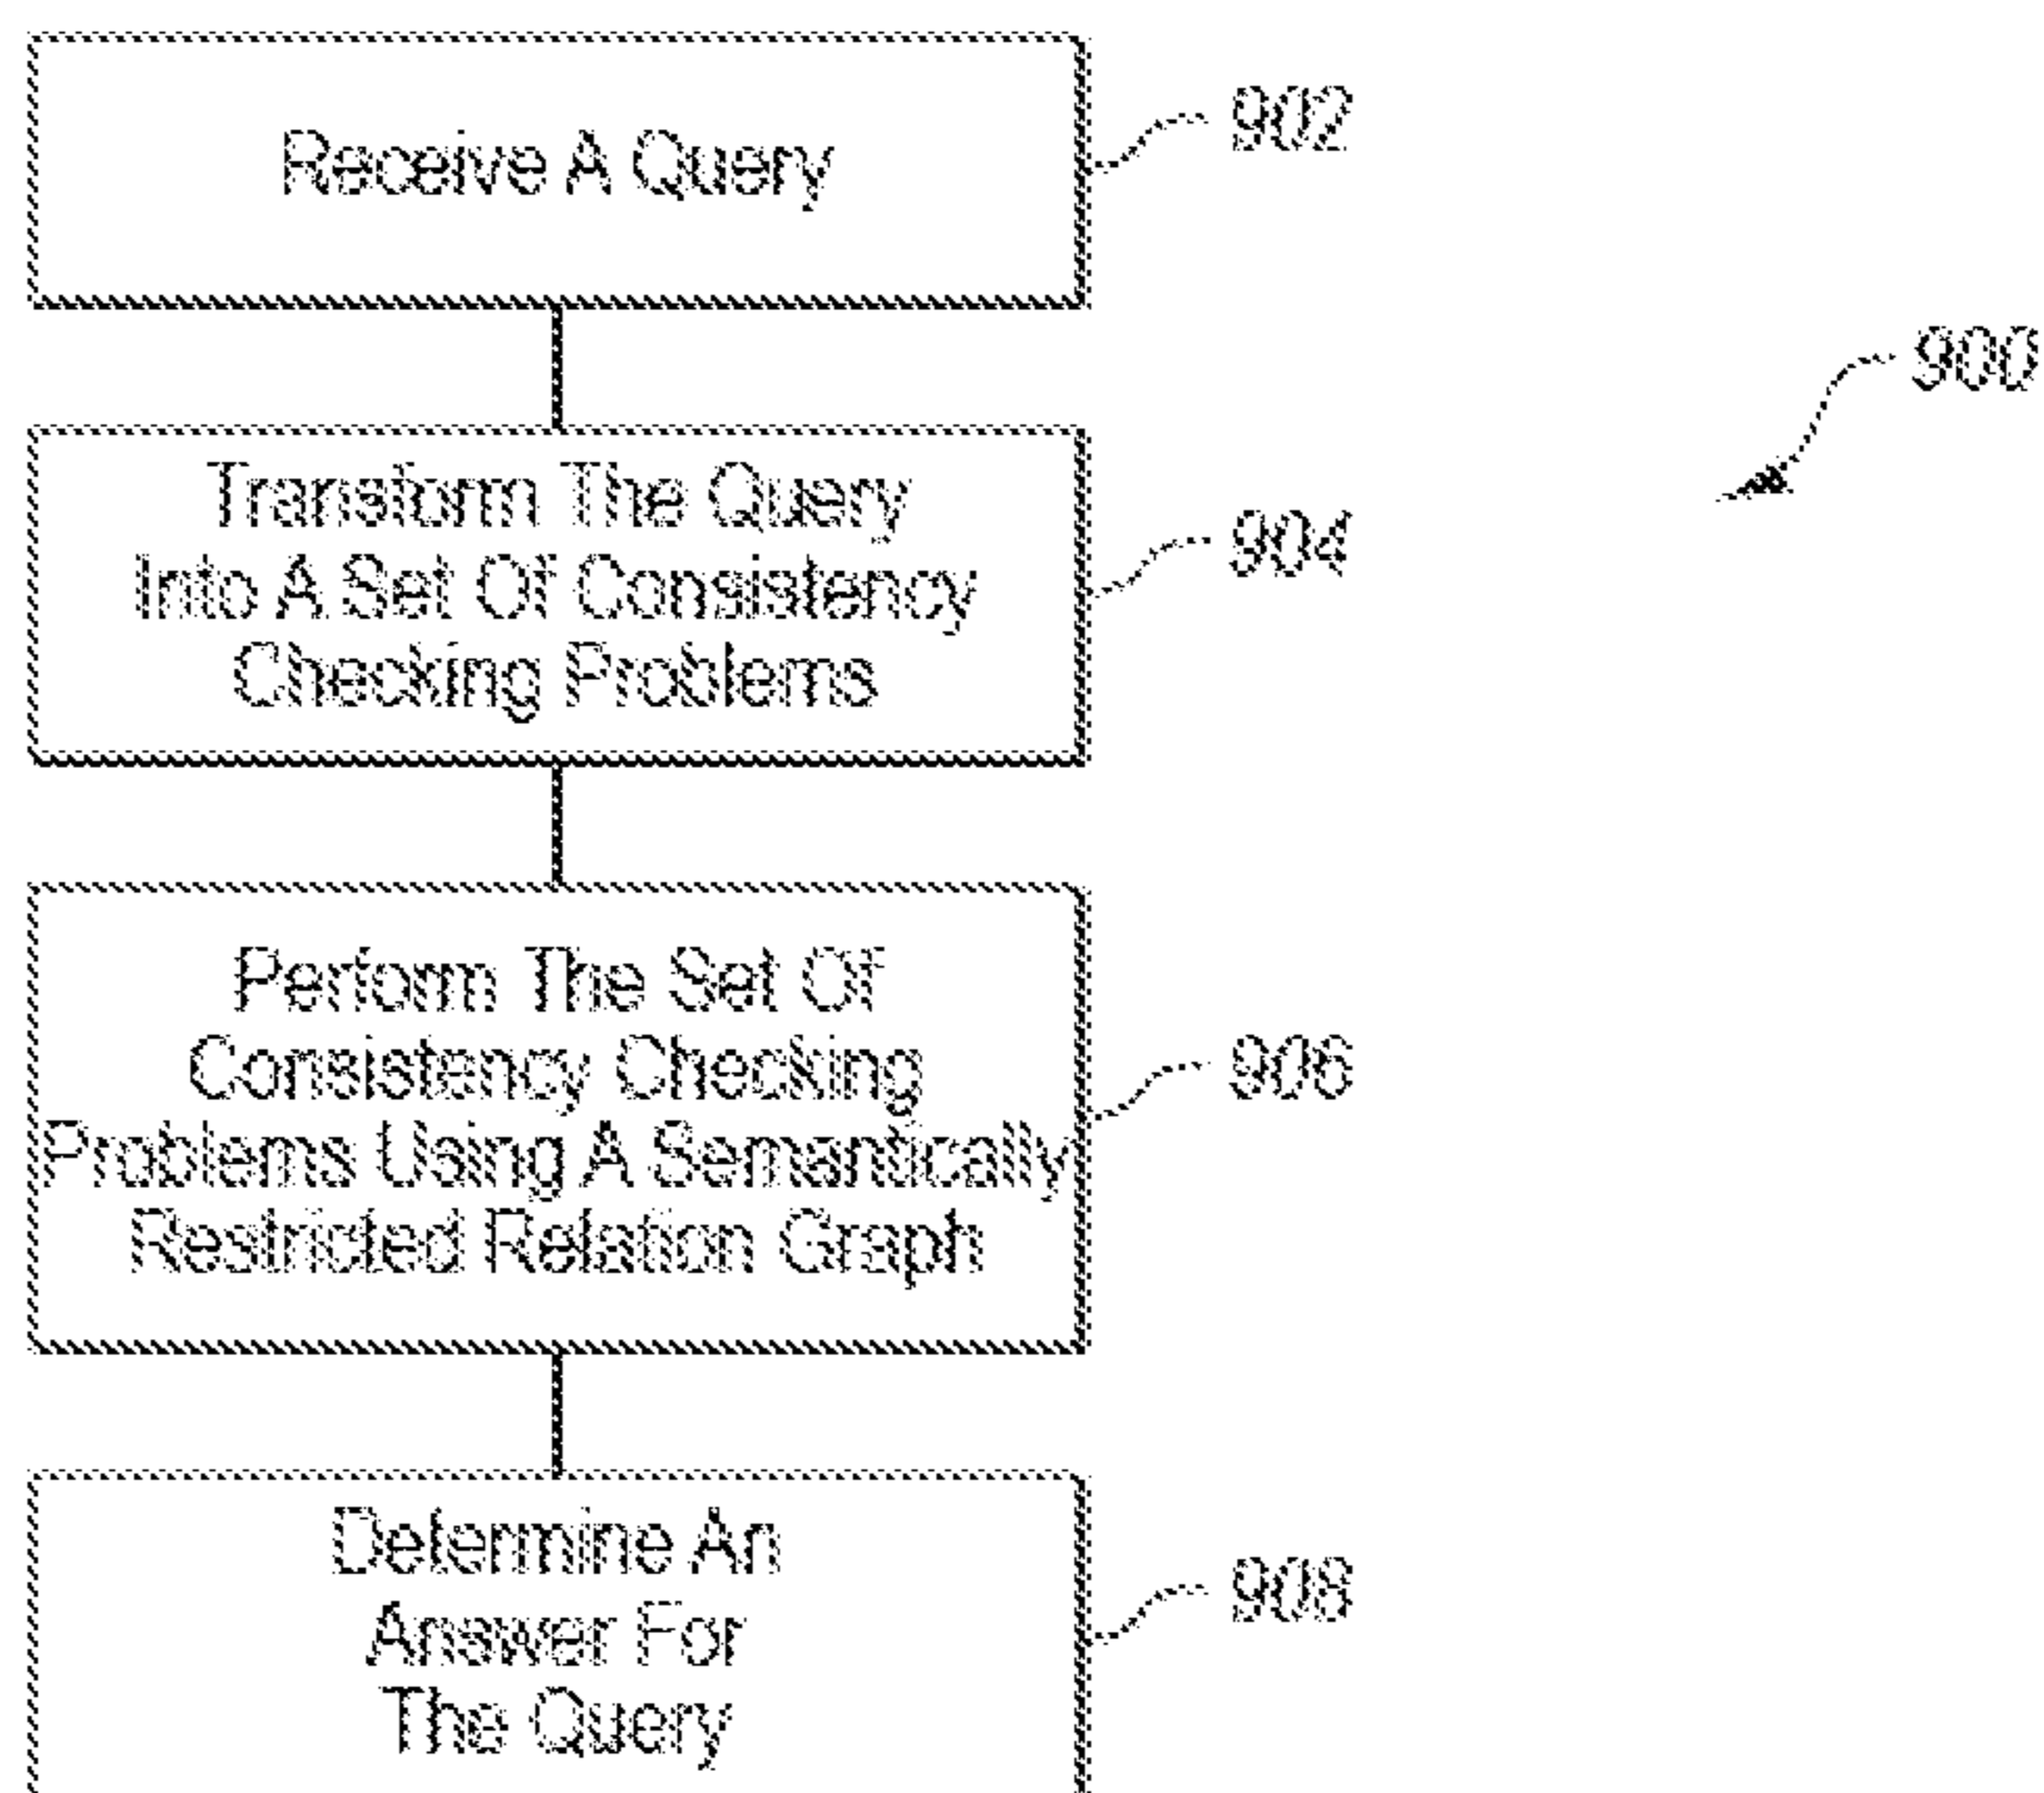 Receive A Query
902
900
Transform The Query
Into A Set Of Consistency
Checking Problems
904
Perform The Set Of
Consistency Checking
Problems Using A Semantically
Restricted Relation Graph
906
Determine An
Answer For
The Query
908